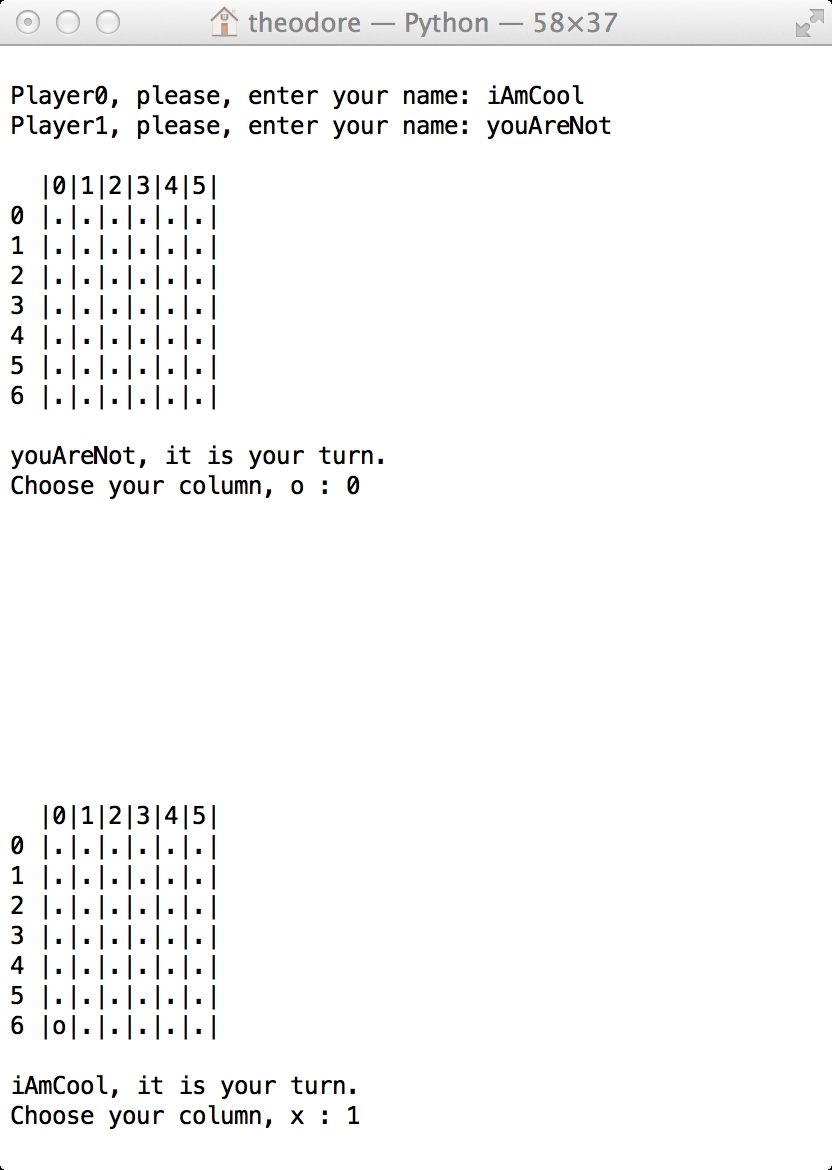 theodore — Python — 58×37
Player0, please, enter your name: iAmCool
Player1, please, enter your name: youAreNot
  |0|1|2|3|4|5|
0 |.|.|.|.|.|.|
1 |.|.|.|.|.|.|
2 |.|.|.|.|.|.|
3 |.|.|.|.|.|.|
4 |.|.|.|.|.|.|
5 |.|.|.|.|.|.|
6 |.|.|.|.|.|.|
youAreNot, it is your turn.
Choose your column, o : 0
  |0|1|2|3|4|5|
0 |.|.|.|.|.|.|
1 |.|.|.|.|.|.|
2 |.|.|.|.|.|.|
3 |.|.|.|.|.|.|
4 |.|.|.|.|.|.|
5 |.|.|.|.|.|.|
6 |o|.|.|.|.|.|
iAmCool, it is your turn.
Choose your column, x : 1